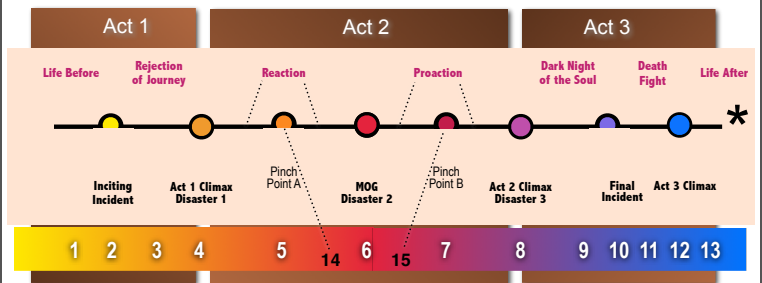 Act 1 Act 2 Act 3
Life Before
Rejection
of Journey
Reaction
Proaction
Dark Night
of the Soul
Death
Fight
Life After
*
Inciting
Incident
Act 1 Climax
Disaster 1
Pinch
Point A
MOG
Disaster 2
Pinch
Point B
Act 2 Climax
Disaster 3
Final
Incident
Act 3 Climax
1 2 3 4 5 14 6 15 7 8 9 10 11 12 13